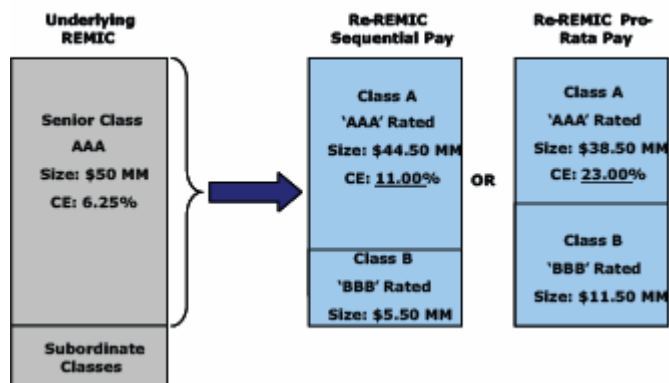 Underlying
REMIC
Re-REMIC
Sequential Pay
Re-REMIC Pro-
Rata Pay
Senior Class
AAA
Size: $50 MM
CE: 6.25%
Subordinate
Classes
Class A
'AAA' Rated
Size: $44.50 MM
CE: 11.00%
Class B
'BBB' Rated
Size: $5.50 MM
OR
Class A
'AAA' Rated
Size: $38.50 MM
CE: 23.00%
Class B
'BBB' Rated
Size: $11.50 MM